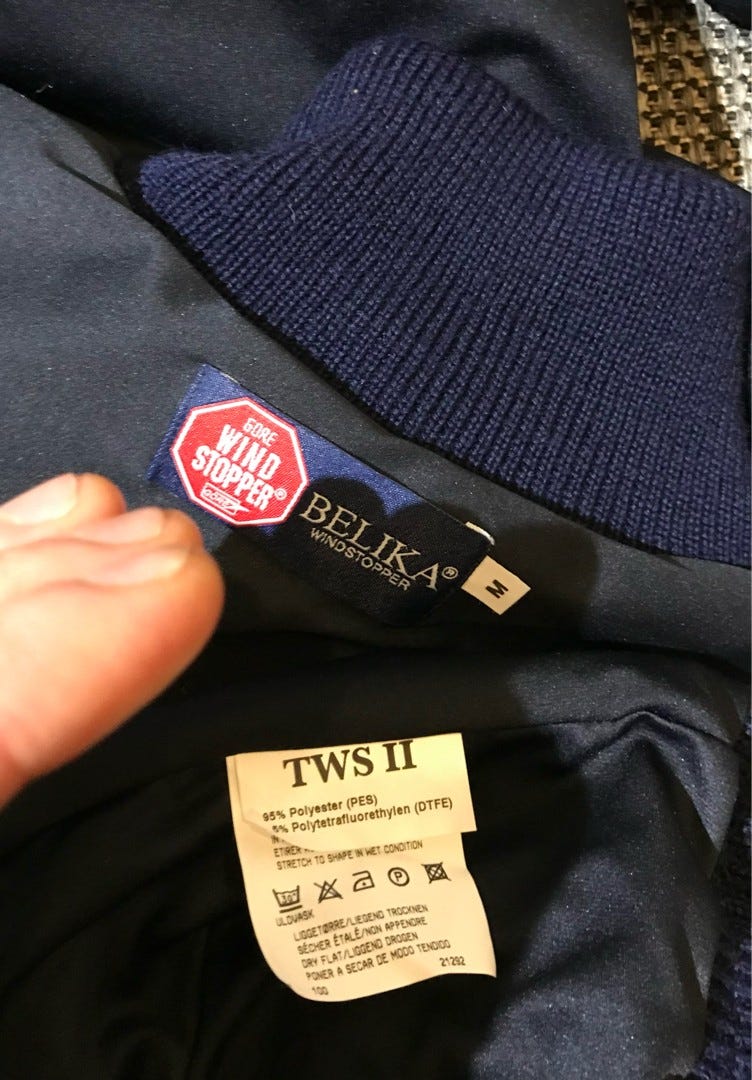 GORE
WIND
STOPPER®
GORE
BELIKA®
WINDSTOPPER
M
TWS II
95% Polyester (PES)
5% Polytetrafluorethylen (DTFE)
IN
ETIRER
STRETCH TO SHAPE IN WET CONDITION
30°
P
ULDVASK
LIGGETØRRE/LIEGEND TROCKNEN
SÉCHER ÉTALÉ/NON APPENDRE
DRY FLAT/LIGGEND DROGEN
PONER A SECAR DE MODO TENDIDO
21292
100